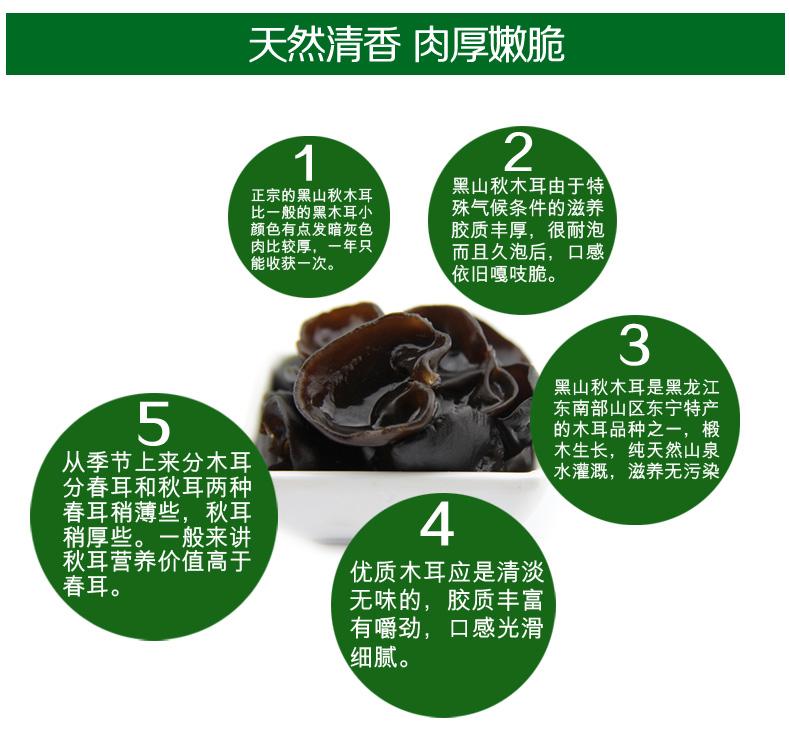 天然清香 肉厚嫩脆
1
正宗的黑山秋木耳
比一般的黑木耳小
颜色有点发暗灰色
肉比较厚，一年只
能收获一次。
2
黑山秋木耳由于特
殊气候条件的滋养
胶质丰厚，很耐泡
而且久泡后，口感
依旧嘎吱脆。
3
黑山秋木耳是黑龙江
东南部山区东宁特产
的木耳品种之一，椴
木生长，纯天然山泉
水灌溉，滋养无污染
4
优质木耳应是清淡
无味的，胶质丰富
有嚼劲，口感光滑
细腻。
5
从季节上来分木耳
分春耳和秋耳两种
春耳稍薄些，秋耳
稍厚些。一般来讲
秋耳营养价值高于
春耳。